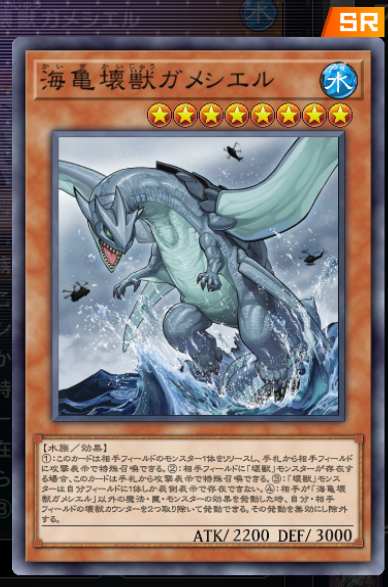 SR
海亀壊獣ガメシエル
かい き かいじゅう
水
【水族／効果】
①：このカードは相手フィールドのモンスター1体をリリースし、手札から相手フィールド
に攻撃表示で特殊召喚できる。②：相手フィールドに「壊獣」モンスターが存在す
る場合、このカードは手札から攻撃表示で特殊召喚できる。③：「壊獣」モンス
ターは自分フィールドに1体しか表側表示で存在できない。④：相手が「海亀壊
獣ガメシエル」以外の魔法・罠・モンスターの効果を発動した時、自分・相手
フィールドの壊獣カウンターを2つ取り除いて発動できる。その発動を無効にし除外
する。
ATK/ 2200 DEF/ 3000